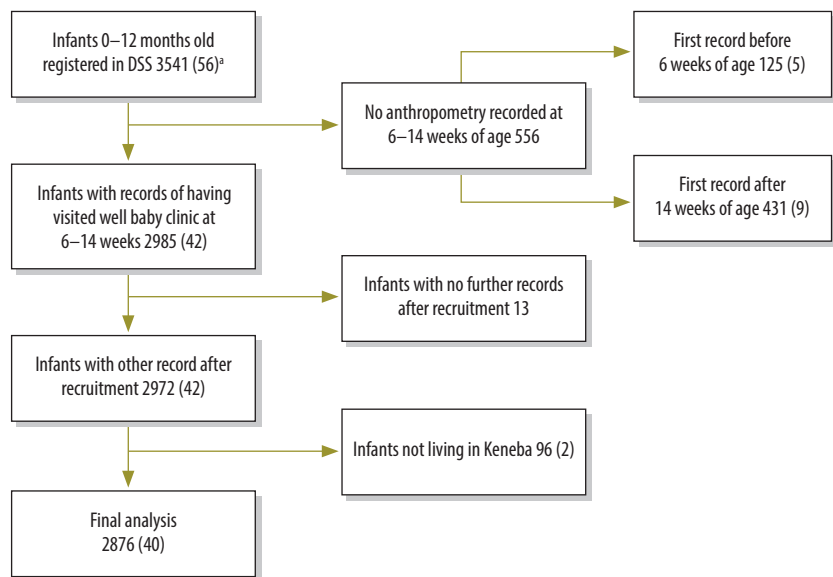 Infants 0–12 months old
registered in DSS 3541 (56)ᵃ
First record before
6 weeks of age 125 (5)
No anthropometry recorded at
6–14 weeks of age 556
Infants with records of having
visited well baby clinic at
6–14 weeks 2985 (42)
First record after
14 weeks of age 431 (9)
Infants with no further records
after recruitment 13
Infants with other record after
recruitment 2972 (42)
Infants not living in Keneba 96 (2)
Final analysis
2876 (40)